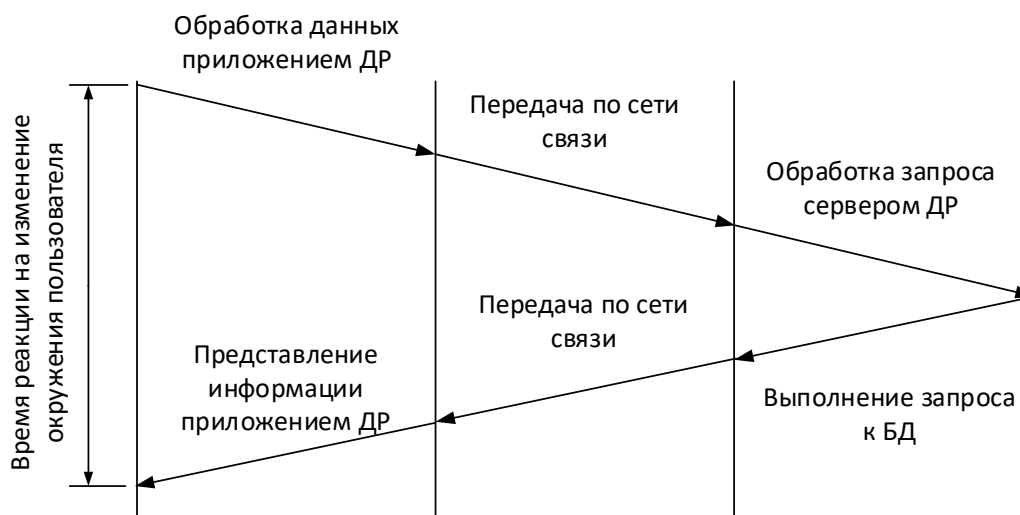 Обработка данных
приложением ДР
Передача по сети
связи
Обработка запроса
сервером ДР
Время реакции на изменение
окружения пользователя
Передача по сети
связи
Представление
информации
приложением ДР
Выполнение запроса
к БД